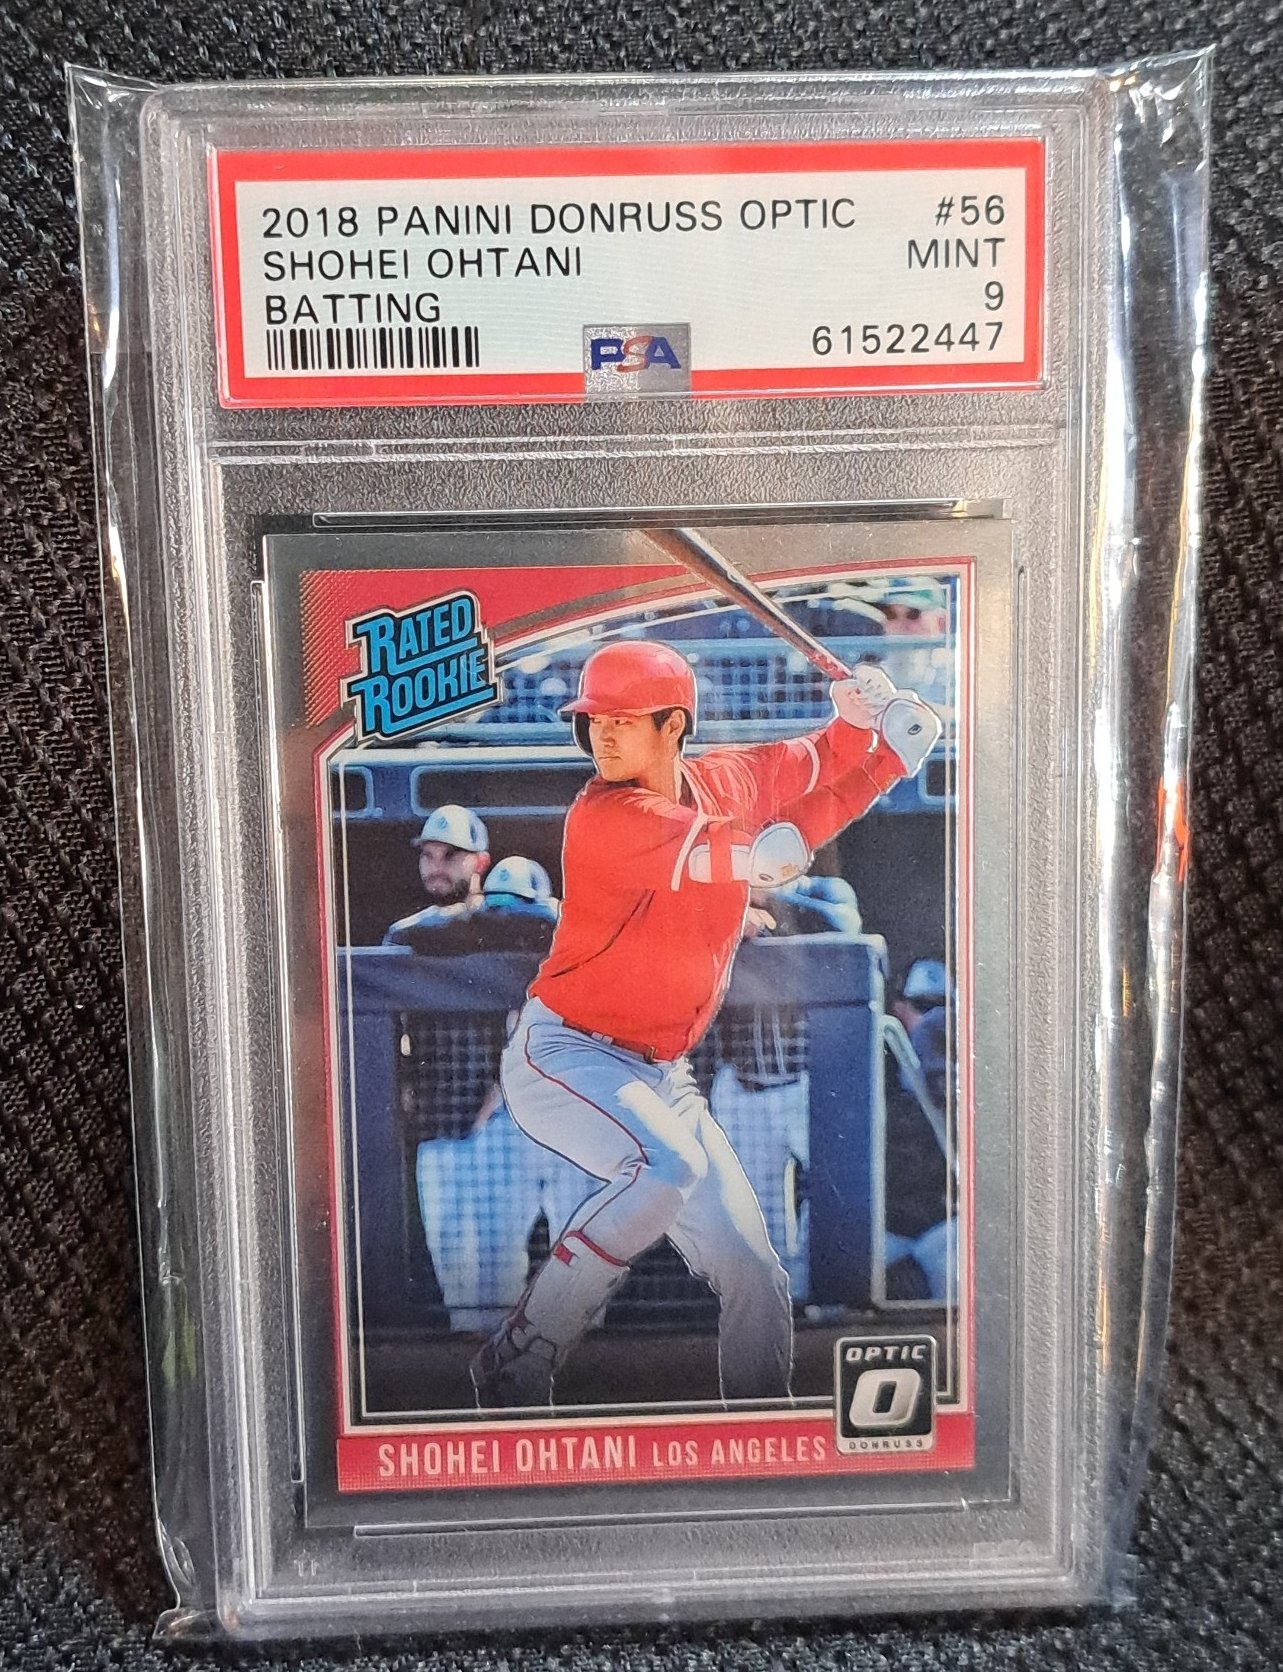 2018 PANINI DONRUSS OPTIC #56
SHOHEI OHTANI MINT
BATTING 9
PSA 61522447
RATED
ROOKIE
OPTIC
O
DONRUSS
SHOHEI OHTANI LOS ANGELES